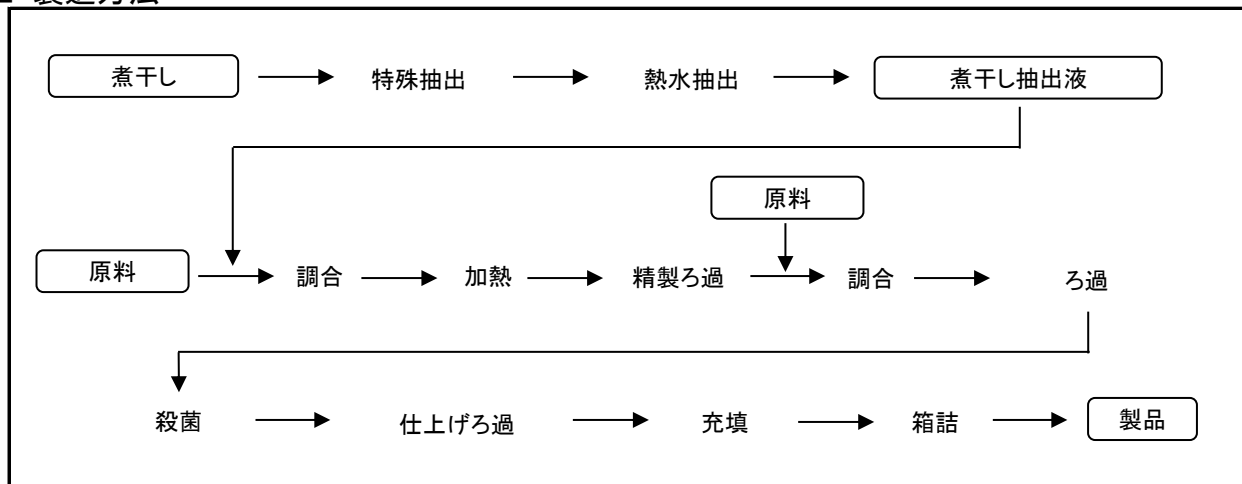 ■ 製造方法
煮干し 特殊抽出 熱水抽出 煮干し抽出液
原料
原料 調合 加熱 精製ろ過 調合 ろ過
殺菌 仕上げろ過 充填 箱詰 製品